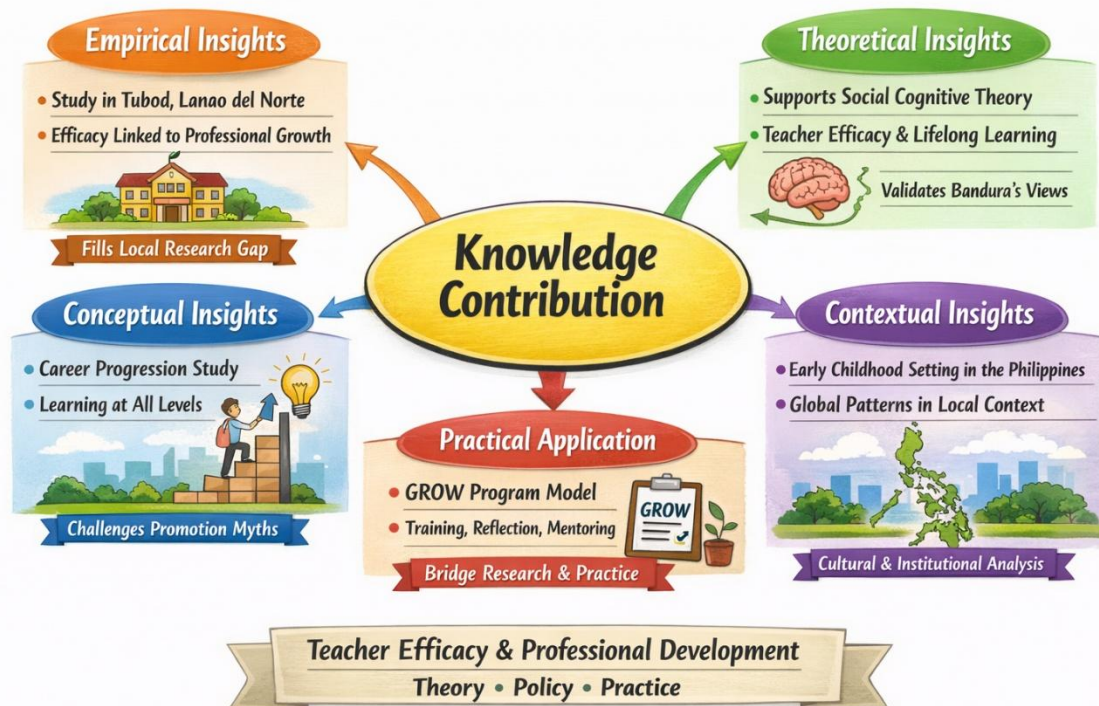 Empirical Insights
• Study in Tubod, Lanao del Norte
• Efficacy Linked to Professional Growth
Fills Local Research Gap
Theoretical Insights
• Supports Social Cognitive Theory
• Teacher Efficacy & Lifelong Learning
Validates Bandura's Views
Knowledge
Contribution
Conceptual Insights
• Career Progression Study
• Learning at All Levels
Challenges Promotion Myths
Practical Application
• GROW Program Model
• Training, Reflection, Mentoring
GROW
Bridge Research & Practice
Contextual Insights
• Early Childhood Setting in the Philippines
• Global Patterns in Local Context
Cultural & Institutional Analysis
Teacher Efficacy & Professional Development
Theory • Policy • Practice